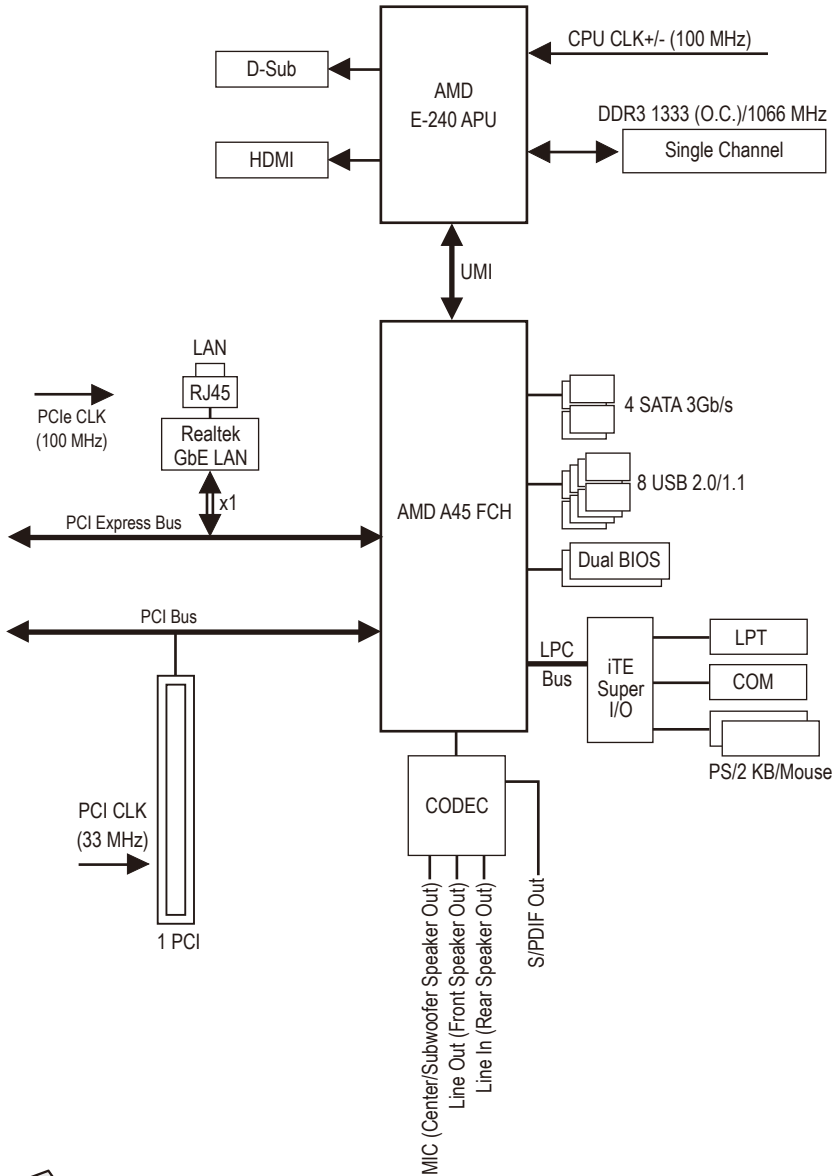 CPU CLK+/- (100 MHz)
D-Sub
AMD
E-240 APU
DDR3 1333 (O.C.)/1066 MHz
Single Channel
HDMI
UMI
LAN
RJ45
Realtek
GbE LAN
x1
PCIe CLK
(100 MHz)
4 SATA 3Gb/s
8 USB 2.0/1.1
AMD A45 FCH
PCI Express Bus
Dual BIOS
PCI Bus
LPC
Bus
iTE
Super
I/O
LPT
COM
PS/2 KB/Mouse
CODEC
PCI CLK
(33 MHz)
1 PCI
MIC (Center/Subwoofer Speaker Out)
Line Out (Front Speaker Out)
Line In (Rear Speaker Out)
S/PDIF Out